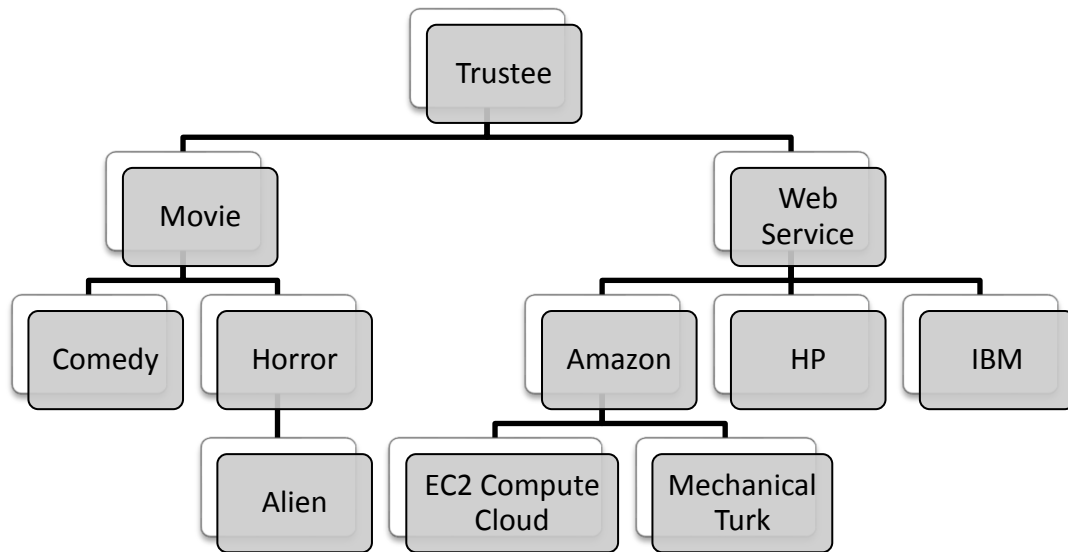 Trustee
Movie
Web
Service
Comedy
Horror
Amazon
HP
IBM
Alien
EC2 Compute
Cloud
Mechanical
Turk